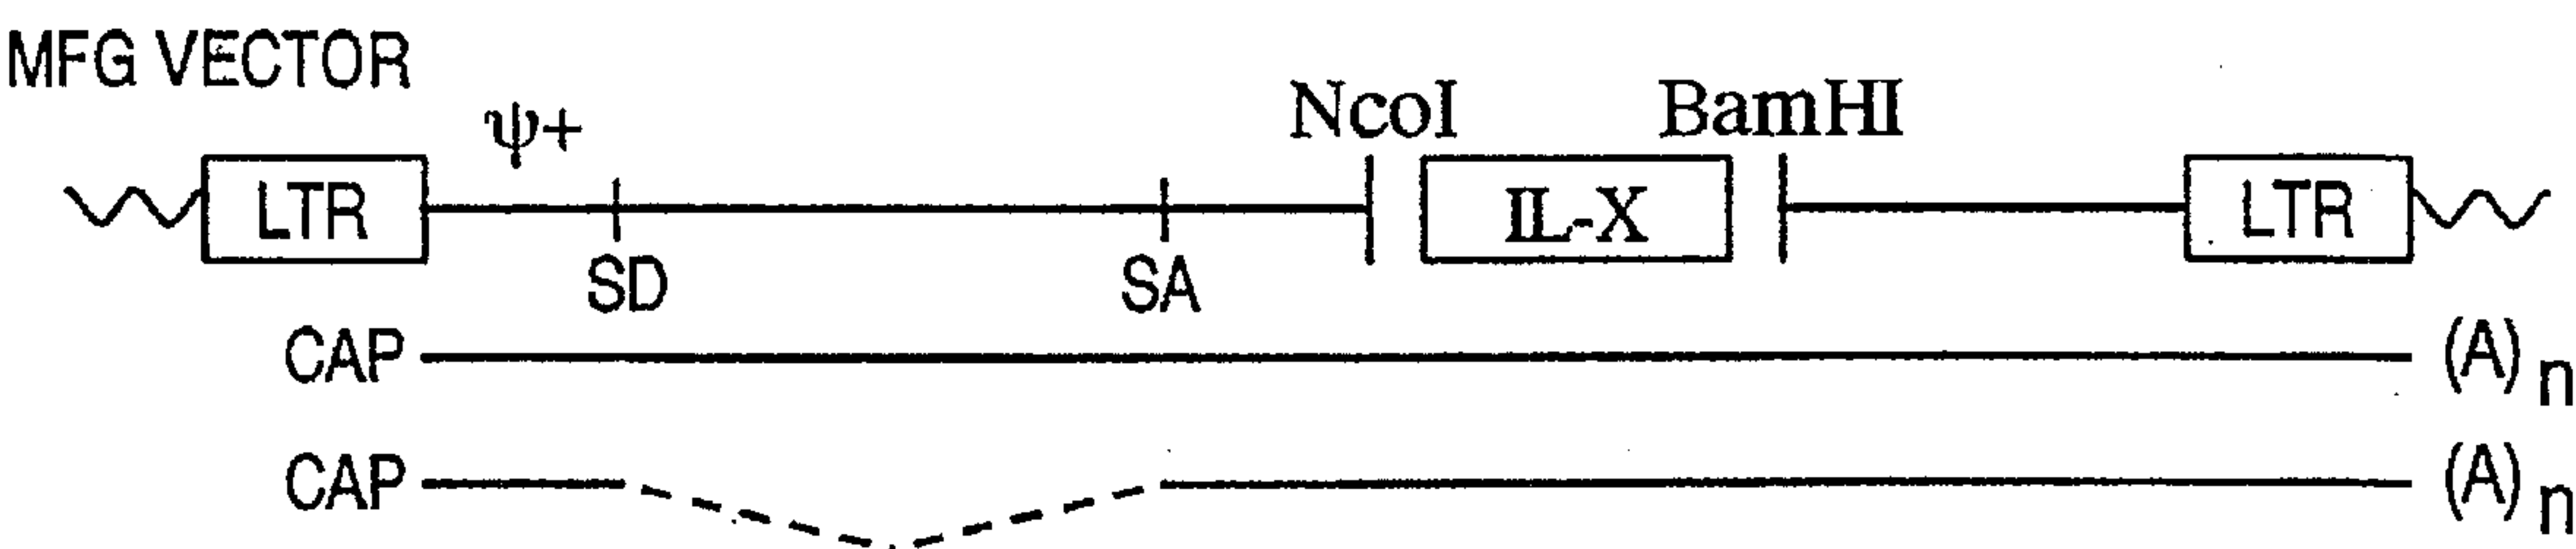 MFG VECTOR
ψ+ NcoI BamHI
LTR IL-X LTR
SD SA
CAP (A)n
CAP (A)n